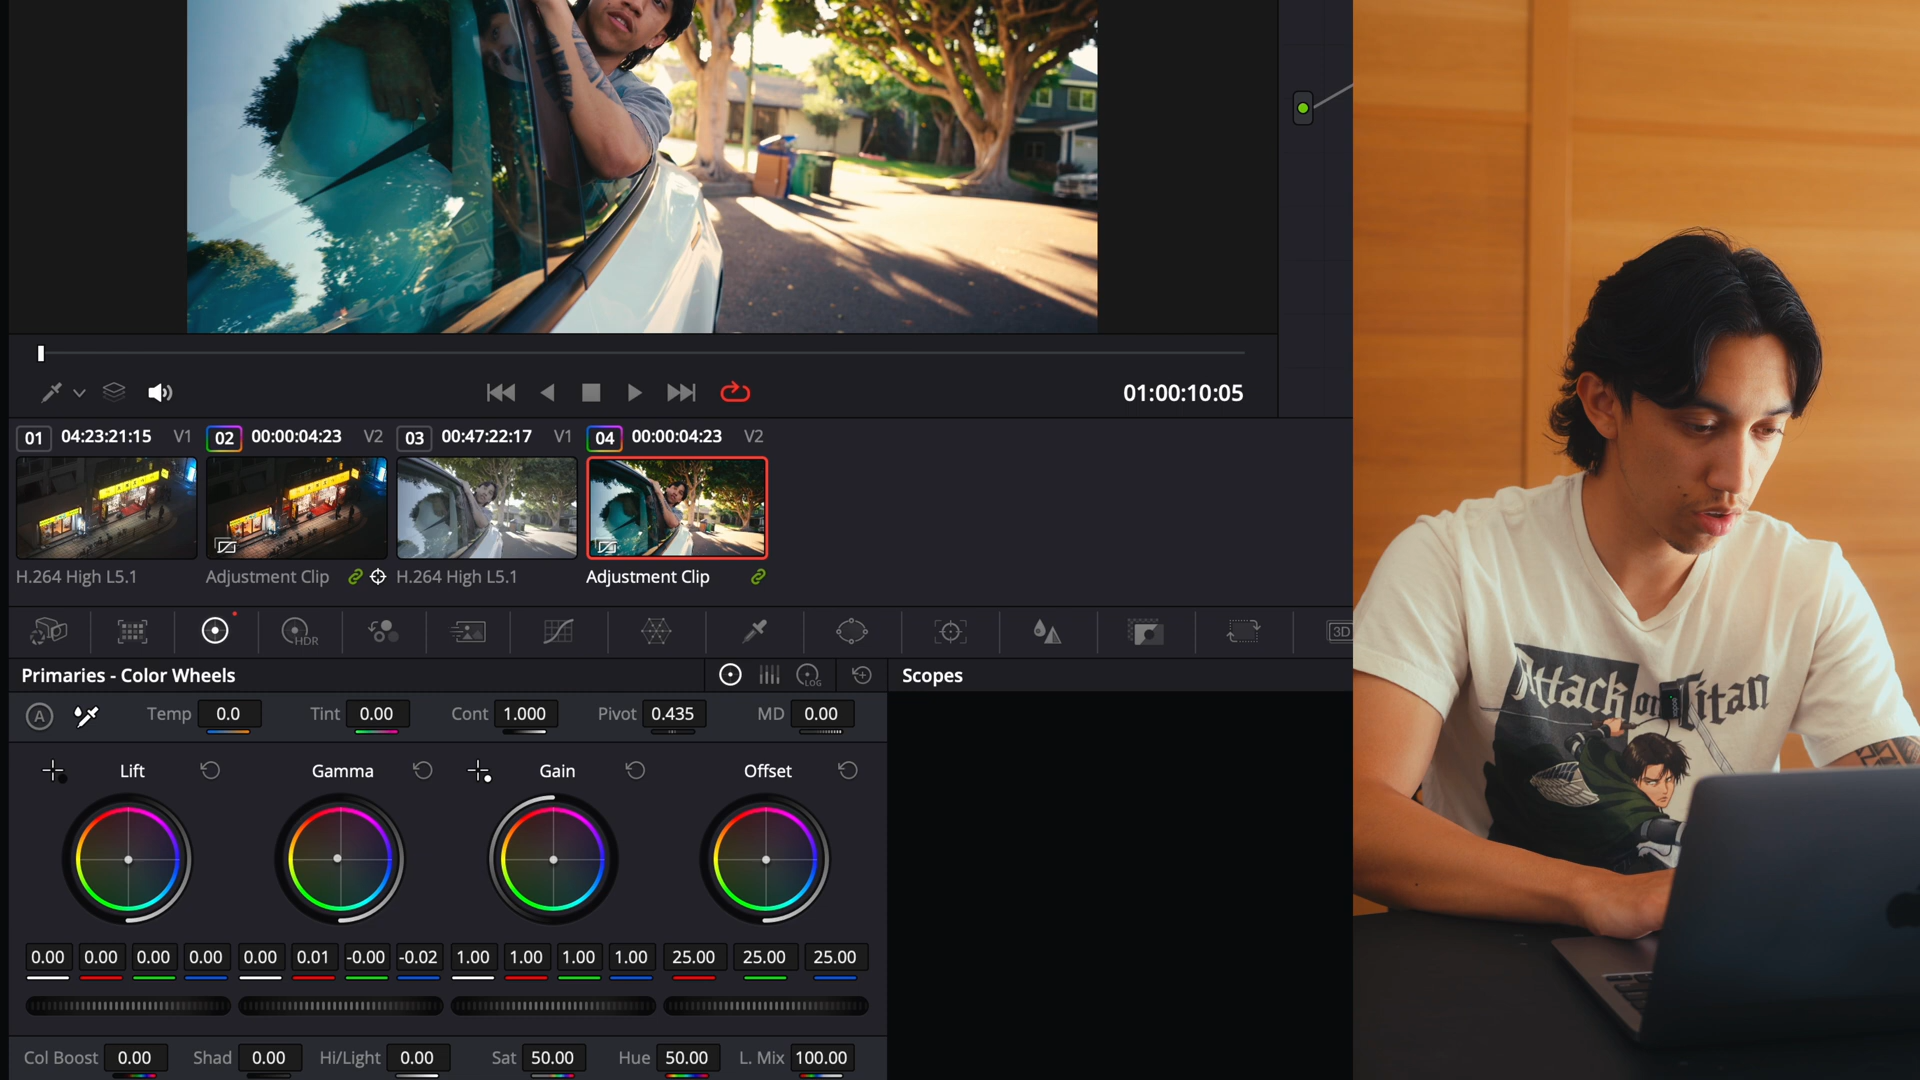 01:00:10:05
01 04:23:21:15 V1 02 00:00:04:23 V2 03 00:47:22:17 V1 04 00:00:04:23 V2
H.264 High L5.1 Adjustment Clip H.264 High L5.1 Adjustment Clip
HDR 3D
Primaries - Color Wheels LOG Scopes
A Temp 0.0 Tint 0.00 Cont 1.000 Pivot 0.435 MD 0.00
Lift Gamma Gain Offset
0.00 0.00 0.00 0.00 0.00 0.01 -0.00 -0.02 1.00 1.00 1.00 1.00 25.00 25.00 25.00
Col Boost 0.00 Shad 0.00 Hi/Light 0.00 Sat 50.00 Hue 50.00 L. Mix 100.00
Attack on Titan